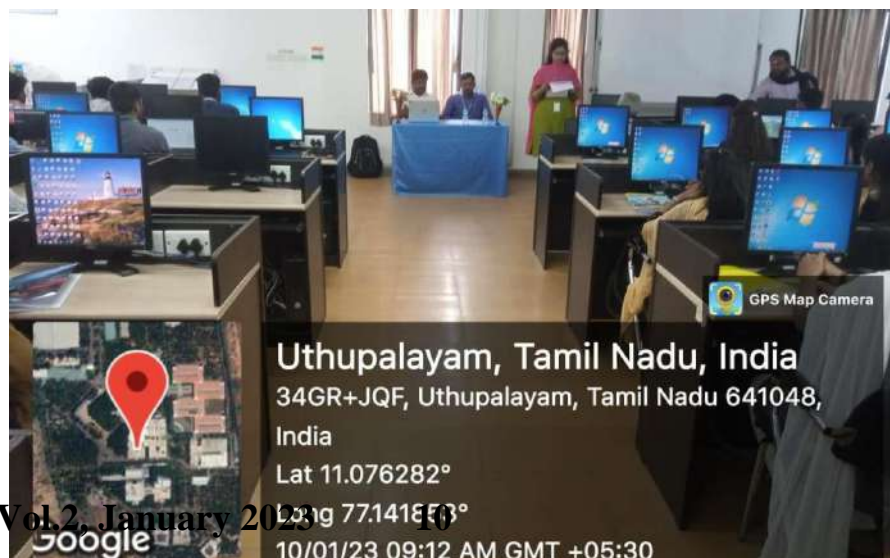 GPS Map Camera
Uthupalayam, Tamil Nadu, India
34GR+JQF, Uthupalayam, Tamil Nadu 641048,
India
Lat 11.076282°
Vol.2, January 2023 10
Google
10/01/23 09:12 AM GMT +05:30